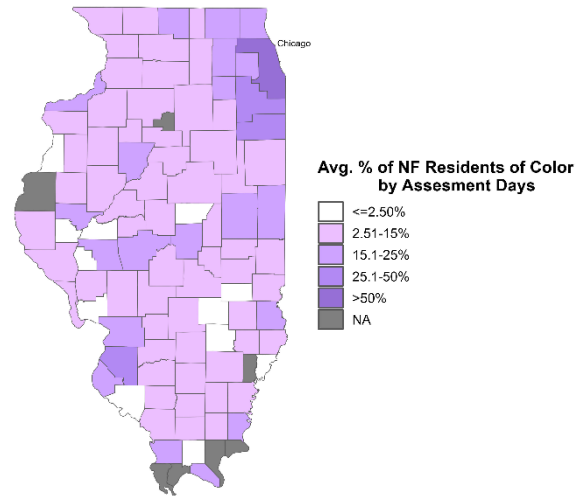 Chicago
Avg. % of NF Residents of Color
by Assesment Days
<=2.50%
2.51-15%
15.1-25%
25.1-50%
>50%
NA